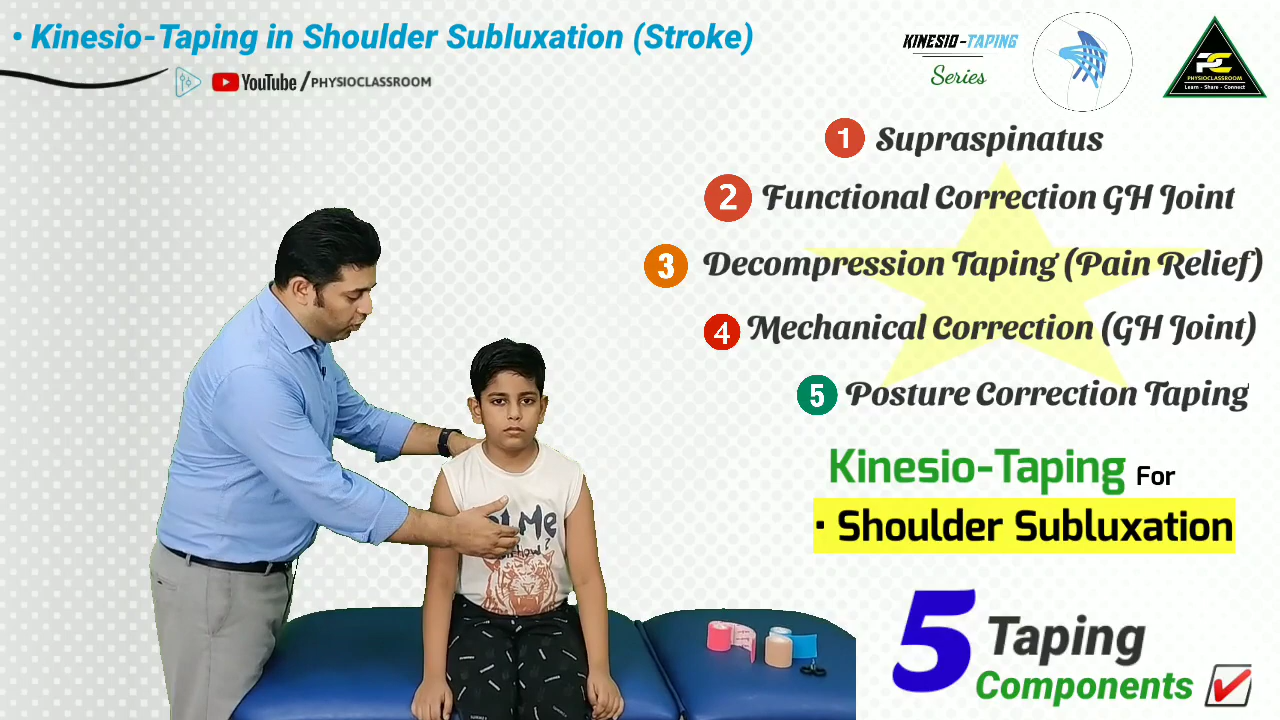 • Kinesio-Taping in Shoulder Subluxation (Stroke)
YouTube / PHYSIOCLASSROOM
KINESIO-TAPING
Series
PC
PHYSIOCLASSROOM
Learn - Share - Connect
1 Supraspinatus
2 Functional Correction GH Joint
3 Decompression Taping (Pain Relief)
4 Mechanical Correction (GH Joint)
5 Posture Correction Taping
Kinesio-Taping For
• Shoulder Subluxation
5 Taping
Components
Me
?